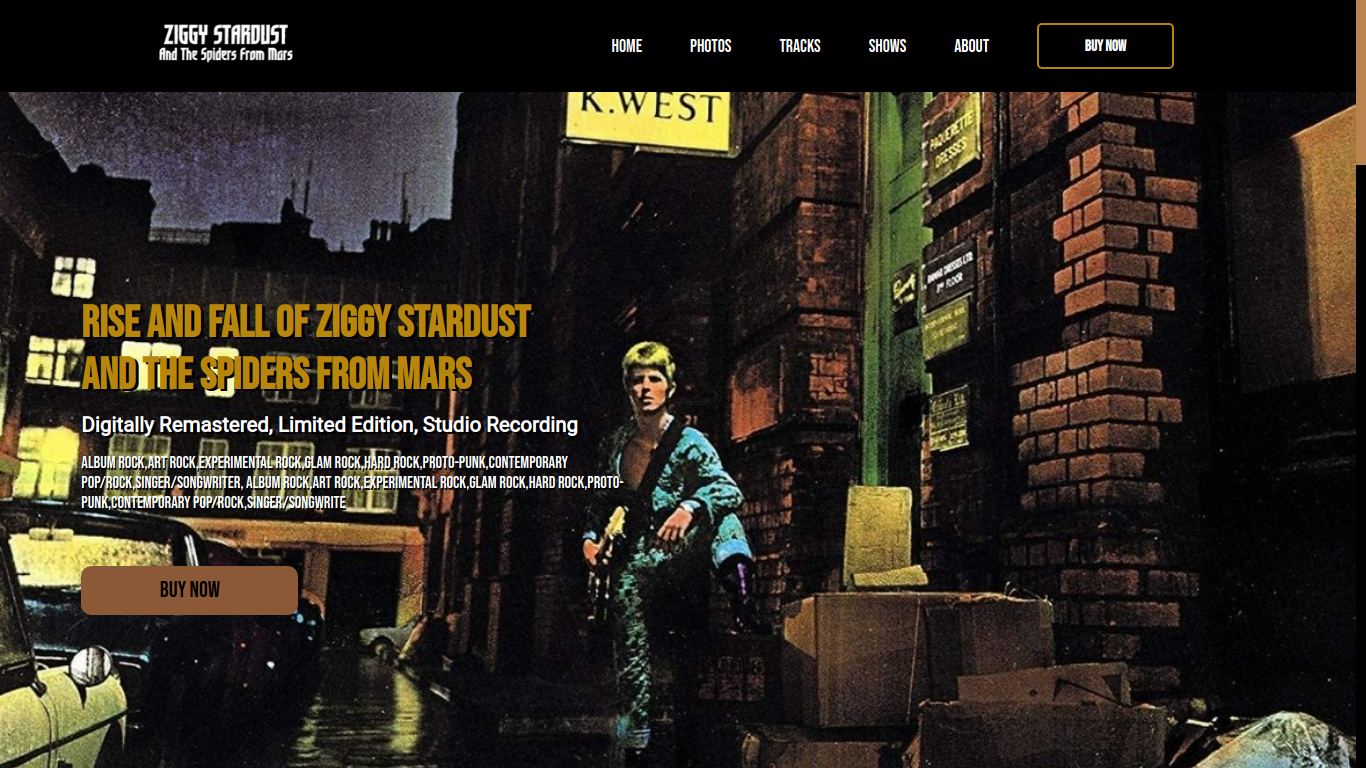 ZIGGY STARDUST
And The Spiders From Mars
HOME PHOTOS TRACKS SHOWS ABOUT BUY NOW
K.WEST
PAQUERETTE
DRESSES
RISE AND FALL OF ZIGGY STARDUST
AND THE SPIDERS FROM MARS
Digitally Remastered, Limited Edition, Studio Recording
ALBUM ROCK,ART ROCK,EXPERIMENTAL ROCK,GLAM ROCK,HARD ROCK,PROTO-PUNK,CONTEMPORARY
POP/ROCK,SINGER/SONGWRITER, ALBUM ROCK,ART ROCK,EXPERIMENTAL ROCK,GLAM ROCK,HARD ROCK,PROTO-
PUNK,CONTEMPORARY POP/ROCK,SINGER/SONGWRITE
BUY NOW